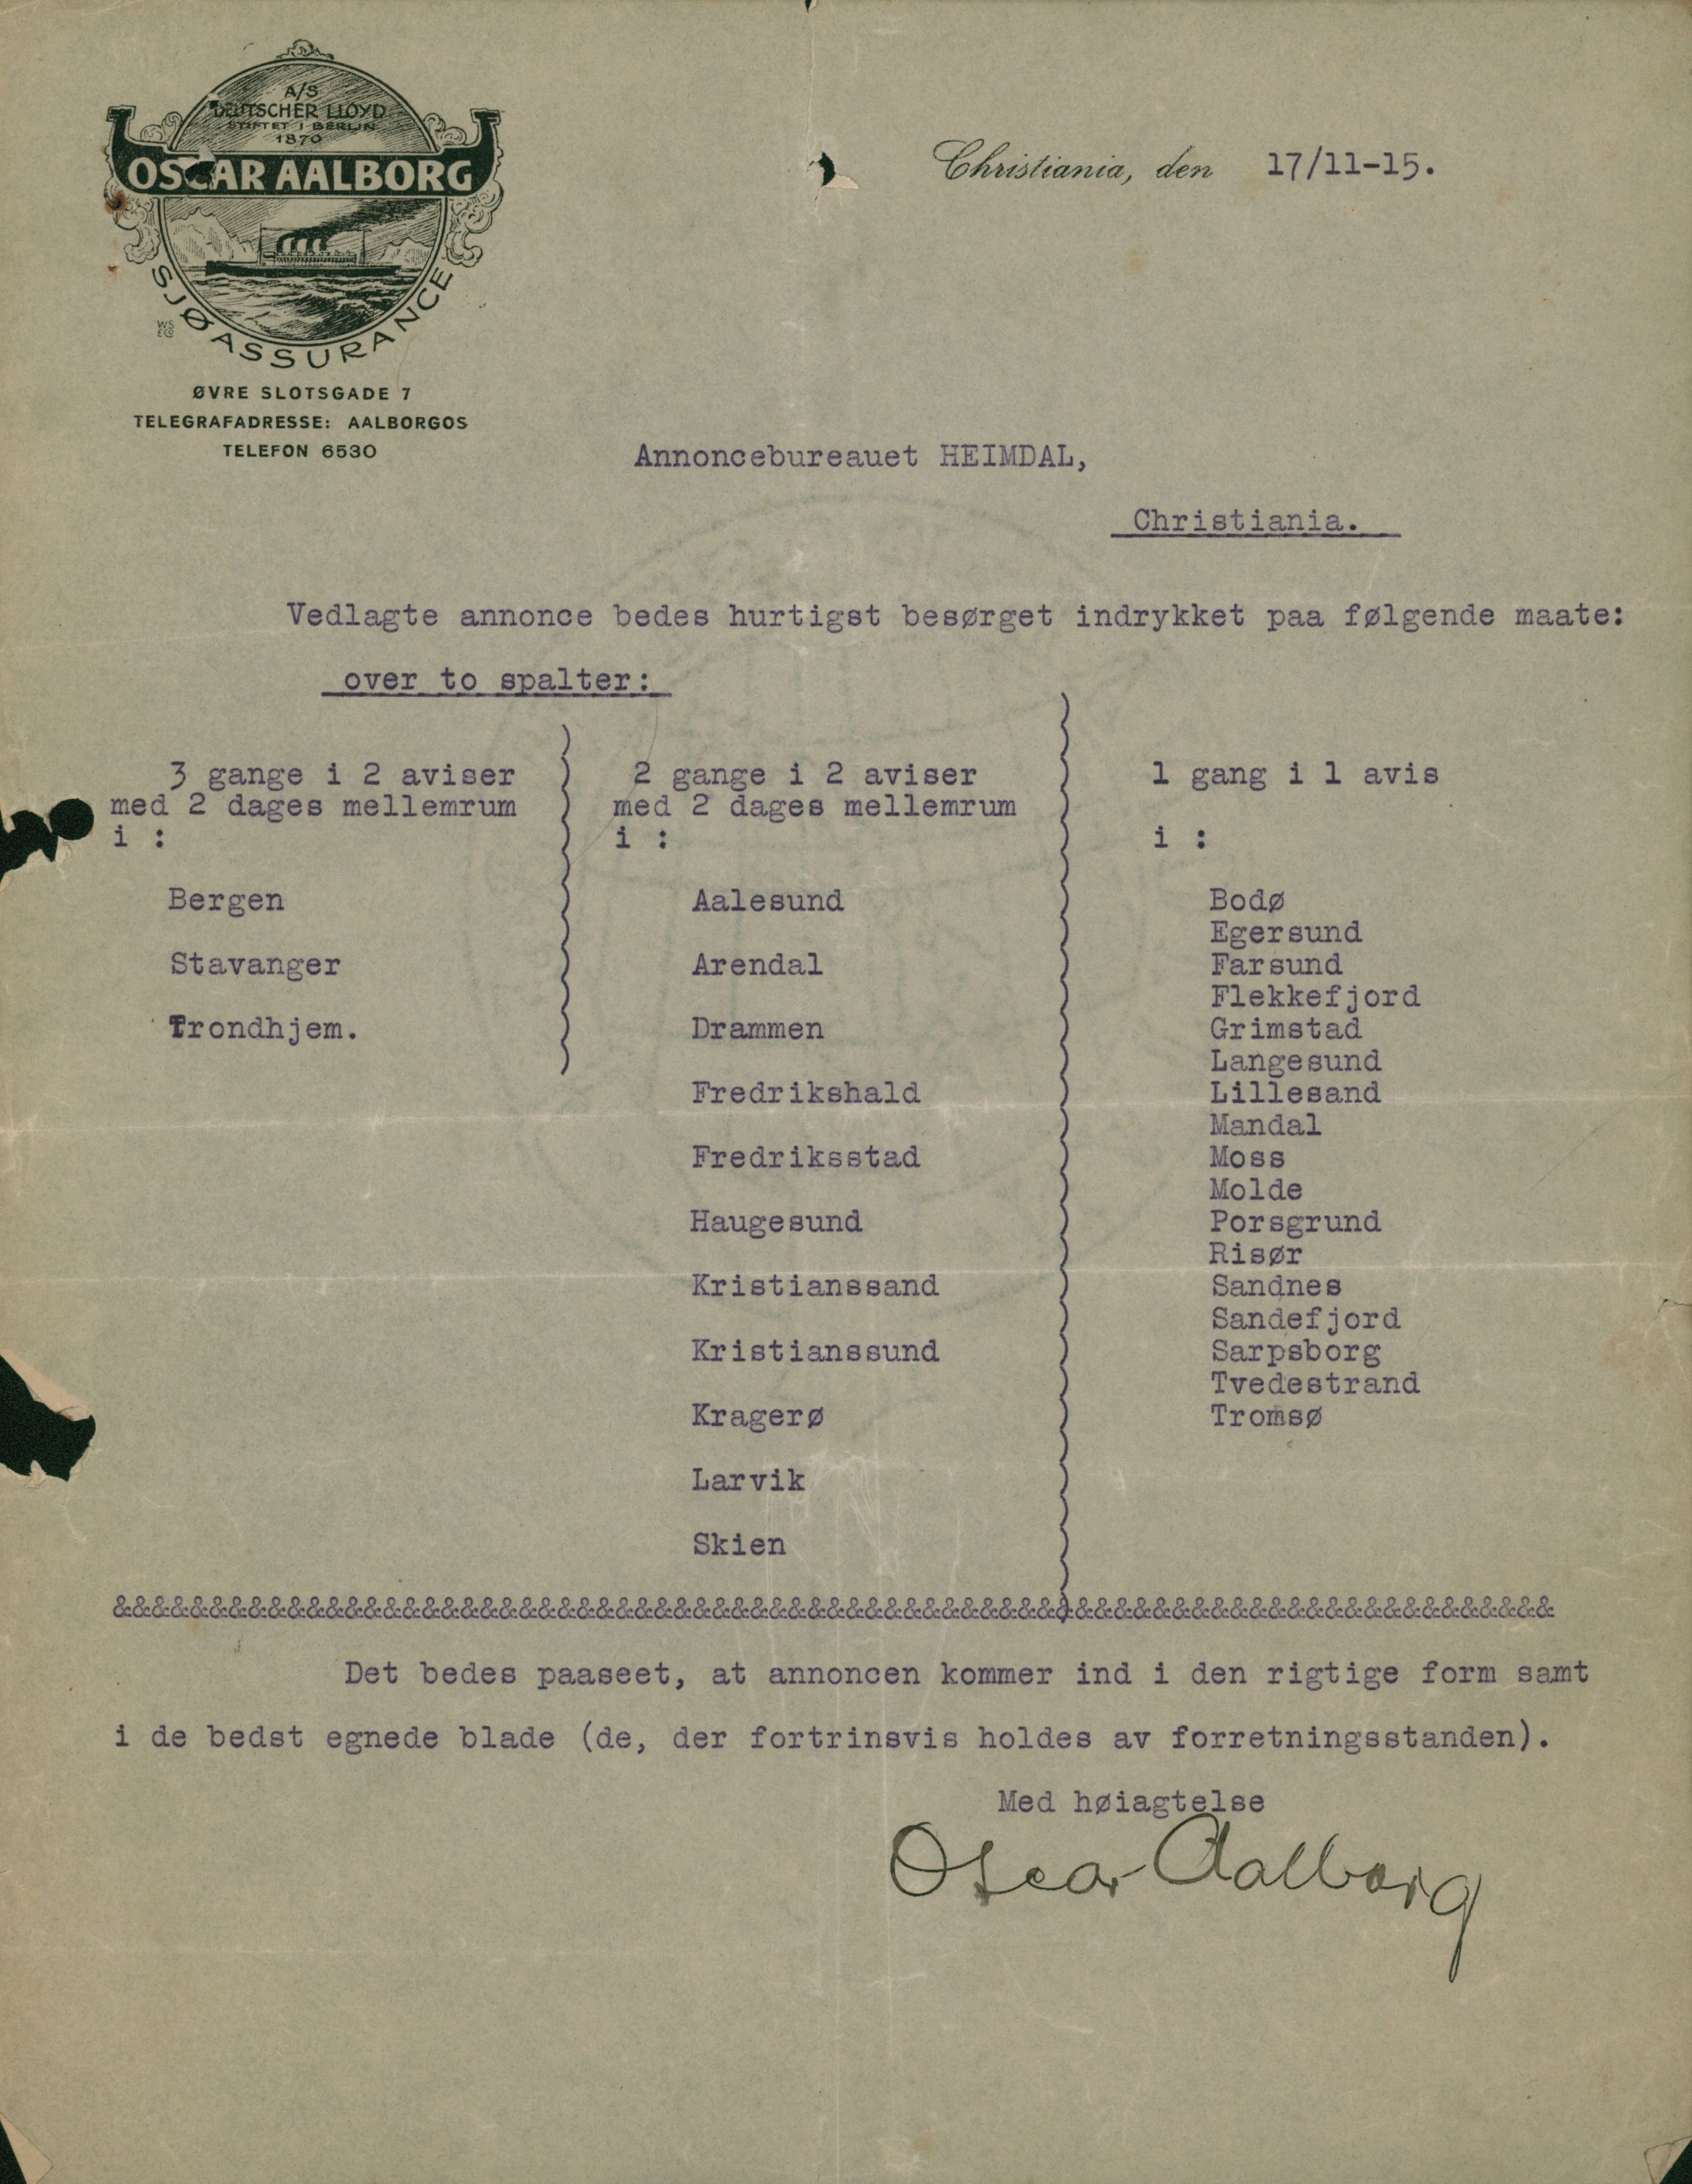 A/S
DEUTSCHER LLOYD
STIFTET I BERLIN
1870
OSCAR AALBORG
SJØASSURANCE
WS
ØVRE SLOTSGADE 7
TELEGRAFADRESSE: AALBORGOS
TELEFON 6530
Christiania, den 17/11-15.
Annoncebureauet HEIMDAL,
Christiania.
Vedlagte annonce bedes hurtigst besørget indrykket paa følgende maate:
over to spalter:
3 gange i 2 aviser
med 2 dages mellemrum
i :
Bergen
Stavanger
Trondhjem.
2 gange i 2 aviser
med 2 dages mellemrum
i :
Aalesund
Arendal
Drammen
Fredrikshald
Fredriksstad
Haugesund
Kristianssand
Kristianssund
Kragerø
Larvik
Skien
1 gang i 1 avis
i :
Bodø
Egersund
Farsund
Flekkefjord
Grimstad
Langesund
Lillesand
Mandal
Moss
Molde
Porsgrund
Risør
Sandnes
Sandefjord
Sarpsborg
Tvedestrand
Tromsø
&&&&&&&&&&&&&&&&&&&&&&&&&&&&&&&&&&&&&&&&&&&&&&&&&&&&&&&&&&&&&&&&&&&&&&&&&&&
Det bedes paaseet, at annoncen kommer ind i den rigtige form samt
i de bedst egnede blade (de, der fortrinsvis holdes av forretningsstanden).
Med høiagtelse
Oscar Aalborg